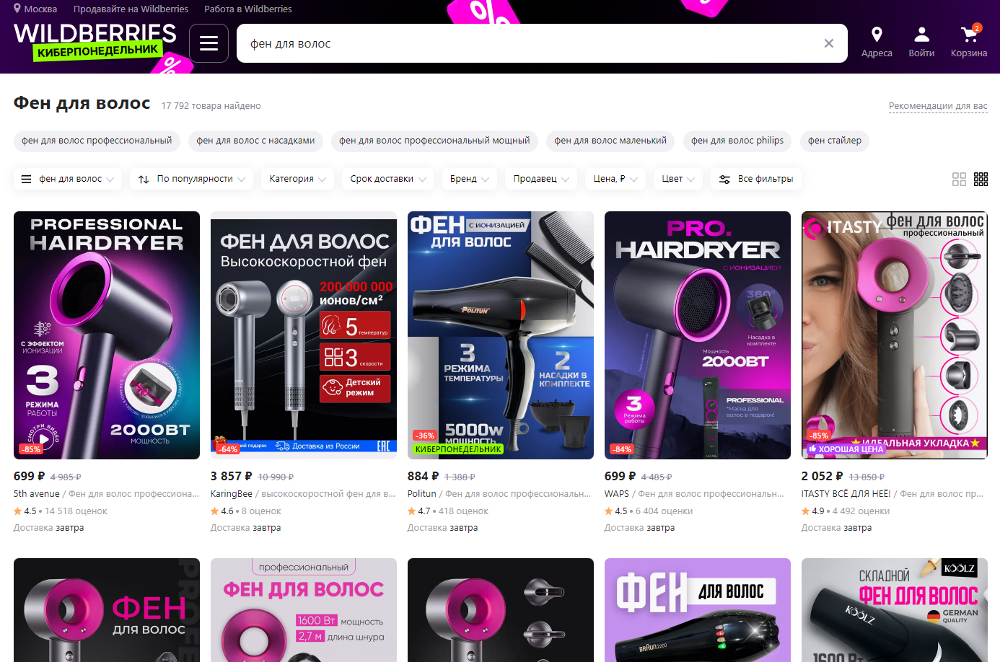 Москва
Продавайте на Wildberries
Работа в Wildberries
WILDBERRIES
КИБЕРПОНЕДЕЛЬНИК
%
%
фен для волос
Адреса
Войти
2
Корзина
Фен для волос
17 792 товара найдено
Рекомендации для вас
фен для волос профессиональный
фен для волос с насадками
фен для волос профессиональный мощный
фен для волос маленький
фен для волос philips
фен стайлер
фен для волос
По популярности
Категория
Срок доставки
Бренд
Продавец
Цена, ₽
Цвет
Все фильтры
PROFESSIONAL
HAIRDRYER
С ЭФФЕКТОМ
ИОНИЗАЦИИ
3
РЕЖИМА
РАБОТЫ
СМОТРИ ВИДЕО
2000ВТ
МОЩНОСТЬ
-85%
699 ₽ 4 985 ₽
5th avenue / Фен для волос профессиона...
4.5 • 14 518 оценок
Доставка завтра
ФЕН ДЛЯ ВОЛОС
Высокоскоростной фен
200 000 000
ионов/см²
5 температур
3 скорости
Детский
режим
подарок
Доставка из России
EAC
-64%
3 857 ₽ 10 990 ₽
KaringBee / высокоскоростной фен для в...
4.6 • 8 оценок
Доставка завтра
ФЕН
С ИОНИЗАЦИЕЙ
ДЛЯ ВОЛОС
POLITUN
3
РЕЖИМА
ТЕМПЕРАТУРЫ
2
НАСАДКИ В
КОМПЛЕКТЕ
5000w
МОЩНОСТЬ
-36%
КИБЕРПОНЕДЕЛЬНИК
884 ₽ 1 388 ₽
Politun / Фен для волос профессиональн...
4.7 • 418 оценок
Доставка завтра
PRO.
HAIRDRYER
С ИОНИЗАЦИЕЙ
360°
Насадка в
комплекте
Мощность
2000ВТ
3
Режима
работы
PROFESSIONAL
*Маска для
волос в подарок!
-84%
699 ₽ 4 485 ₽
WAPS / Фен для волос профессиональн...
4.5 • 6 404 оценки
Доставка завтра
ITASTY
фен для волос
профессиональный
-85%
ИДЕАЛЬНАЯ УКЛАДКА
ХОРОШАЯ ЦЕНА
2 052 ₽ 13 850 ₽
ITASTY ВСЁ ДЛЯ НЕЁ! / Фен для волос пр...
4.9 • 4 492 оценки
Доставка завтра
ФЕН
ДЛЯ ВОЛОС
профессиональный
ФЕН ДЛЯ ВОЛОС
1600 Вт мощность
2,7 м длина шнура
ФЕН
ДЛЯ ВОЛОС
BRAUN 2200
СКЛАДНОЙ
KÖÖLZ
ФЕН ДЛЯ ВОЛОС
GERMAN
QUALITY
KÖÖLZ
1600 Вт